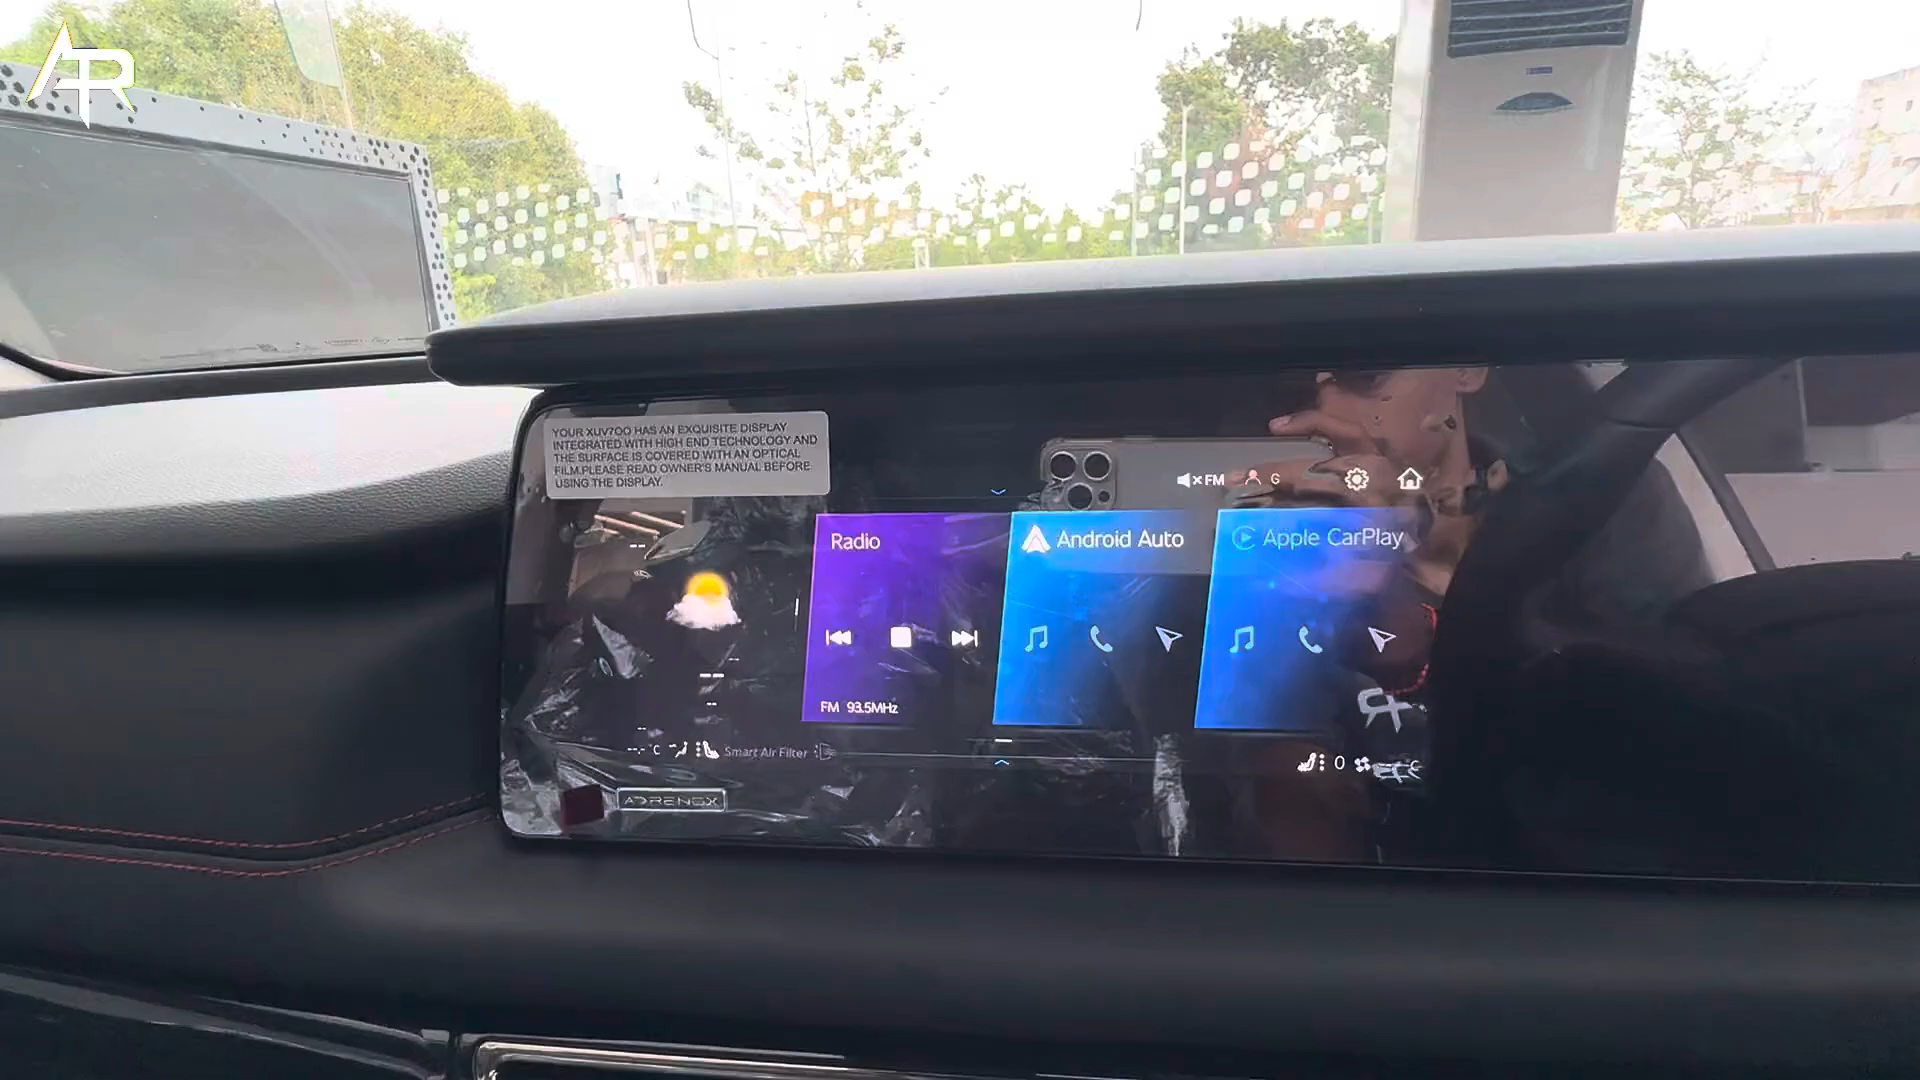 ATR
YOUR XUV700 HAS AN EXQUISITE DISPLAY
INTEGRATED WITH HIGH END TECHNOLOGY AND
THE SURFACE IS COVERED WITH AN OPTICAL
FILM.PLEASE READ OWNER'S MANUAL BEFORE
USING THE DISPLAY.
FM G
Radio
Android Auto
Apple CarPlay
FM 93.5MHz
--.- °C
Smart Air Filter
0
ADRENOX